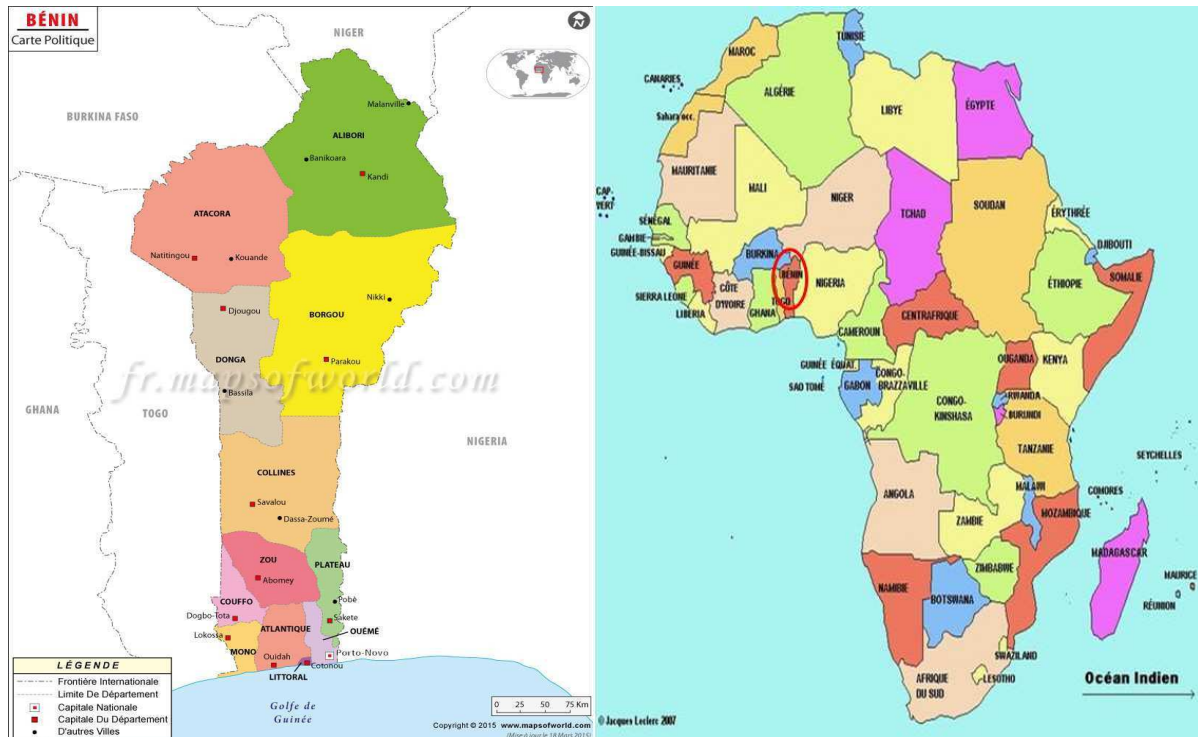 BÉNIN
Carte Politique
NIGER
BURKINA FASO
Malanville
ALIBORI
Banikoara
Kandi
ATACORA
Natitingou
Kouande
Nikki
Djougou
BORGOU
DONGA
Parakou
fr.mapsofworld.com
Bassila
GHANA
TOGO
NIGERIA
COLLINES
Savalou
Dassa-Zoumé
ZOU
PLATEAU
Abomey
COUFFO
Pobè
Dogbo-Tota
Sakete
ATLANTIQUE
OUÉMÉ
Lokossa
MONO
Ouidah
Porto-Novo
Cotonou
LITTORAL
LÉGENDE
Frontière Internationale
Limite De Département
Capitale Nationale
Capitale Du Département
D'autres Villes
Golfe de
Guinée
0 25 50 75 Km
Copyright © 2015 www.mapsofworld.com
(Mise à jour le 18 Mars 2015)
TUNISIE
MAROC
CANARIES
ALGÉRIE
LIBYE
ÉGYPTE
Sahara occ.
MAURITANIE
MALI
NIGER
TCHAD
SOUDAN
CAP-
VERT
ÉRYTHRÉE
SÉNÉGAL
GAMBIE
GUINÉE-BISSAU
BURKINA
DJIBOUTI
GUINÉE
BÉNIN
NIGERIA
SOMALIE
CÔTE
D'IVOIRE
ÉTHIOPIE
SIERRA LEONE
TOGO
LIBÉRIA
GHANA
CENTRAFRIQUE
CAMEROUN
GUINÉE ÉQUAT.
OUGANDA
KENYA
SAO TOMÉ
GABON
CONGO-
BRAZZAVILLE
RWANDA
CONGO-
KINSHASA
BURUNDI
TANZANIE
SEYCHELLES
MALAWI
COMORES
ANGOLA
ZAMBIE
MOZAMBIQUE
MADAGASCAR
ZIMBABWE
MAURICE
NAMIBIE
BOTSWANA
RÉUNION
SWAZILAND
AFRIQUE
DU SUD
LESOTHO
Océan Indien
© Jacques Leclerc 2007